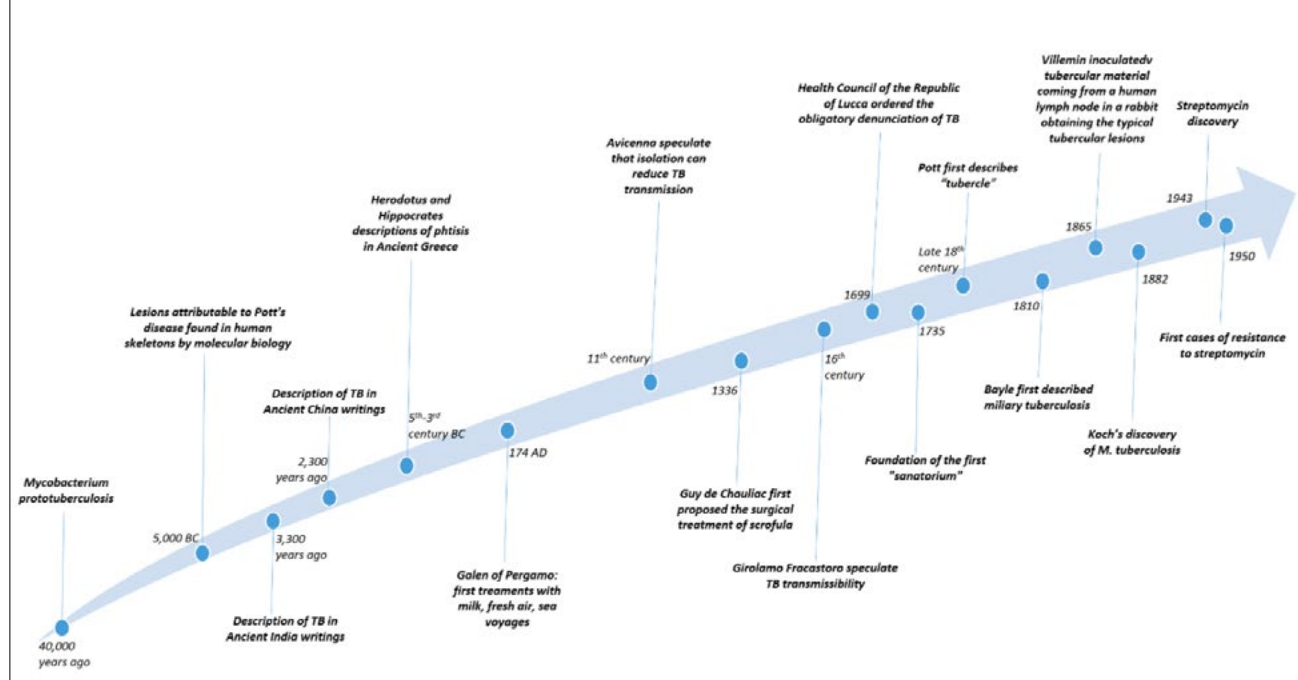 Mycobacterium
prototuberculosis
40,000
years ago
Lesions attributable to Pott's
disease found in human
skeletons by molecular biology
5,000 BC
3,300
years ago
Description of TB in
Ancient India writings
Description of TB in
Ancient China writings
2,300
years ago
Herodotus and
Hippocrates
descriptions of phtisis
in Ancient Greece
5th-3rd
century BC
174 AD
Galen of Pergamo:
first treaments with
milk, fresh air, sea
voyages
Avicenna speculate
that isolation can
reduce TB
transmission
11th century
1336
Guy de Chauliac first
proposed the surgical
treatment of scrofula
16th
century
Girolamo Fracastora speculate
TB transmissibility
Health Council of the Republic
of Lucca ordered the
obligatory denunciation of TB
1699
1735
Foundation of the first
"sanatorium"
Pott first describes
"tubercle"
Late 18th
century
1810
Bayle first described
miliary tuberculosis
Villemin inoculatedv
tubercular material
coming from a human
lymph node in a rabbit
obtaining the typical
tubercular lesions
1865
1882
Koch's discovery
of M. tuberculosis
Streptomycin
discovery
1943
1950
First cases of resistance
to streptomycin